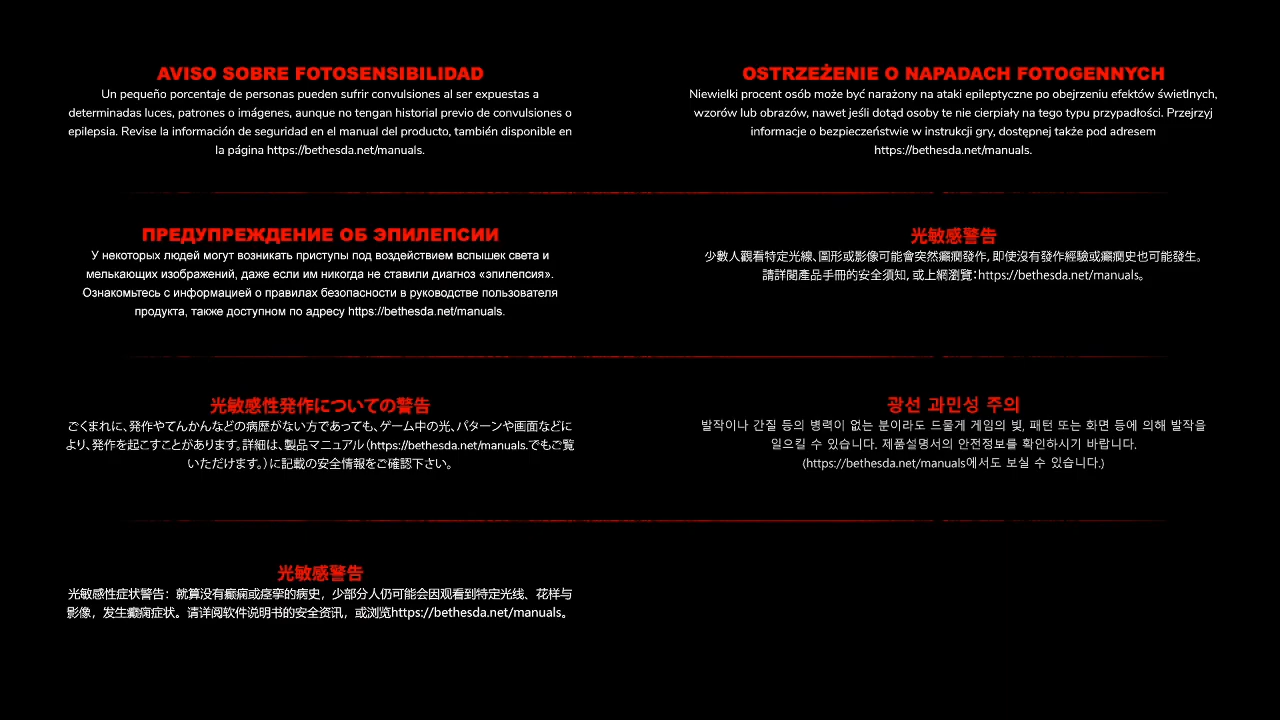 AVISO SOBRE FOTOSENSIBILIDAD
Un pequeño porcentaje de personas pueden sufrir convulsiones al ser expuestas a
determinadas luces, patrones o imágenes, aunque no tengan historial previo de convulsiones o
epilepsia. Revise la información de seguridad en el manual del producto, también disponible en
la página https://bethesda.net/manuals.
OSTRZEŻENIE O NAPADACH FOTOGENNYCH
Niewielki procent osób może być narażony na ataki epileptyczne po obejrzeniu efektów świetlnych,
wzorów lub obrazów, nawet jeśli dotąd osoby te nie cierpiały na tego typu przypadłości. Przejrzyj
informacje o bezpieczeństwie w instrukcji gry, dostępnej także pod adresem
https://bethesda.net/manuals.
ПРЕДУПРЕЖДЕНИЕ ОБ ЭПИЛЕПСИИ
У некоторых людей могут возникать приступы под воздействием вспышек света и
мелькающих изображений, даже если им никогда не ставили диагноз «эпилепсия».
Ознакомьтесь с информацией о правилах безопасности в руководстве пользователя
продукта, также доступном по адресу https://bethesda.net/manuals.
光敏感警告
少數人觀看特定光線、圖形或影像可能會突然癲癇發作，即使沒有發作經驗或癲癇史也可能發生。
請詳閱產品手冊的安全須知，或上網瀏覽：https://bethesda.net/manuals。
光敏感性発作についての警告
ごくまれに、発作やてんかんなどの病歴がない方であっても、ゲーム中の光、パターンや画面などに
より、発作を起こすことがあります。詳細は、製品マニュアル（https://bethesda.net/manuals.でもご覧
いただけます。）に記載の安全情報をご確認下さい。
광선 과민성 주의
발작이나 간질 등의 병력이 없는 분이라도 드물게 게임의 빛, 패턴 또는 화면 등에 의해 발작을
일으킬 수 있습니다. 제품설명서의 안전정보를 확인하시기 바랍니다.
(https://bethesda.net/manuals에서도 보실 수 있습니다.)
光敏感警告
光敏感性症状警告：就算没有癫痫或痉挛的病史，少部分人仍可能会因观看到特定光线、花样与
影像，发生癫痫症状。请详阅软件说明书的安全资讯，或浏览https://bethesda.net/manuals。